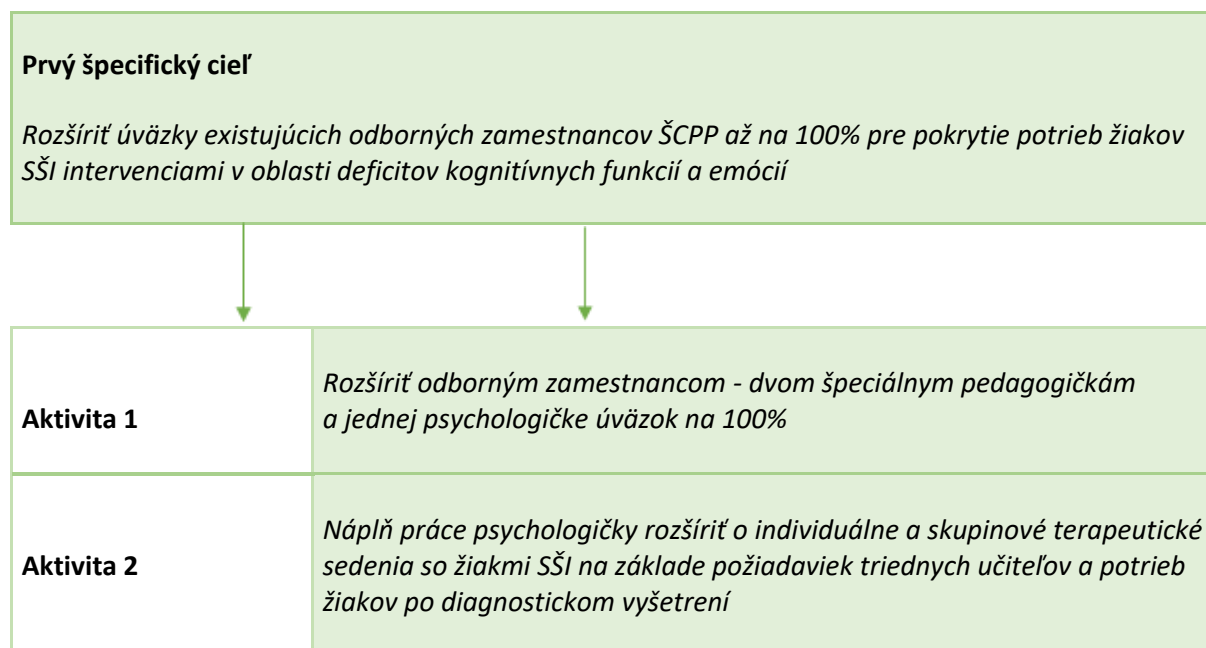 Prvý špecifický cieľ
Rozšíriť úväzky existujúcich odborných zamestnancov ŠCPP až na 100% pre pokrytie potrieb žiakov
SŠI intervenciami v oblasti deficitov kognitívnych funkcií a emócií
Aktivita 1
Rozšíriť odborným zamestnancom - dvom špeciálnym pedagogičkám
a jednej psychologičke úväzok na 100%
Aktivita 2
Náplň práce psychologičky rozšíriť o individuálne a skupinové terapeutické
sedenia so žiakmi SŠI na základe požiadaviek triednych učiteľov a potrieb
žiakov po diagnostickom vyšetrení